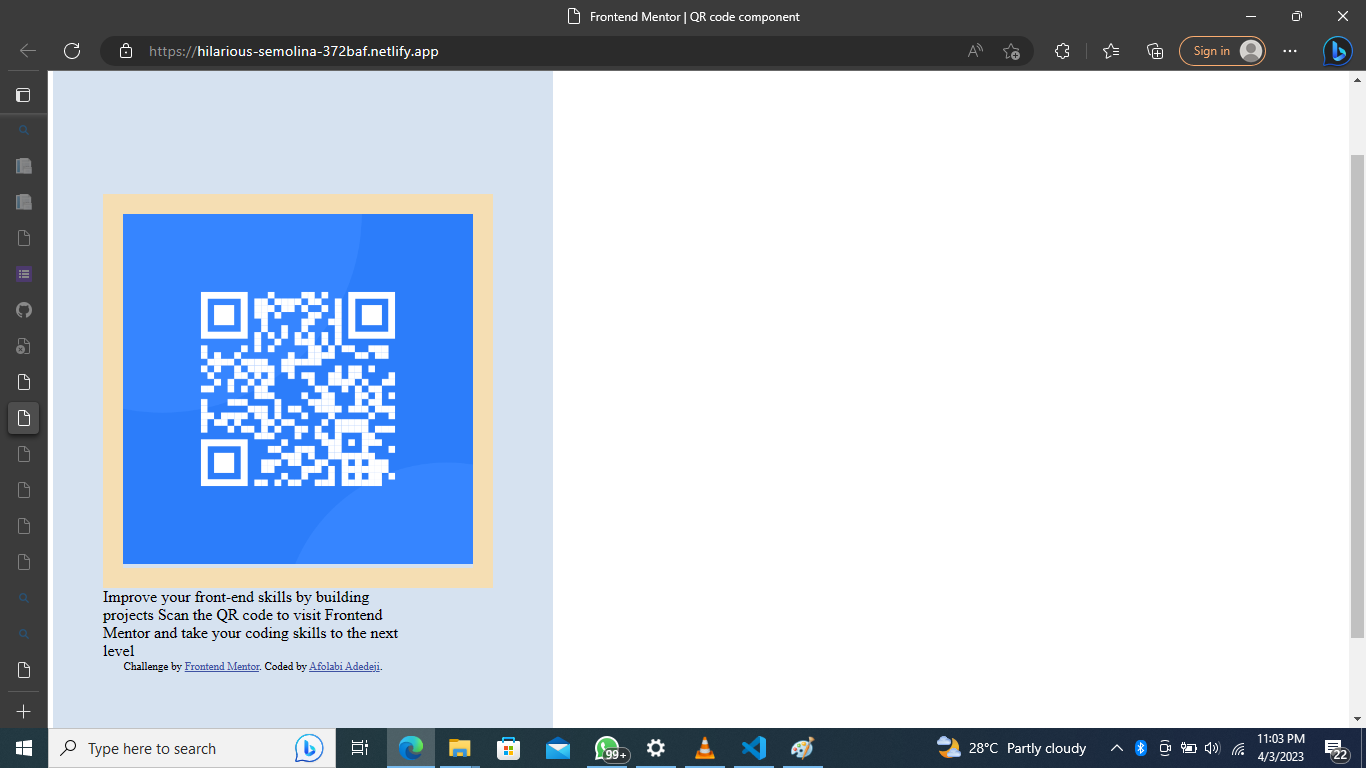 Frontend Mentor | QR code component
https://hilarious-semolina-372baf.netlify.app
Sign in
Improve your front-end skills by building
projects Scan the QR code to visit Frontend
Mentor and take your coding skills to the next
level
Challenge by Frontend Mentor. Coded by Afolabi Adedeji.
Type here to search
99+
28°C Partly cloudy
11:03 PM
4/3/2023
22